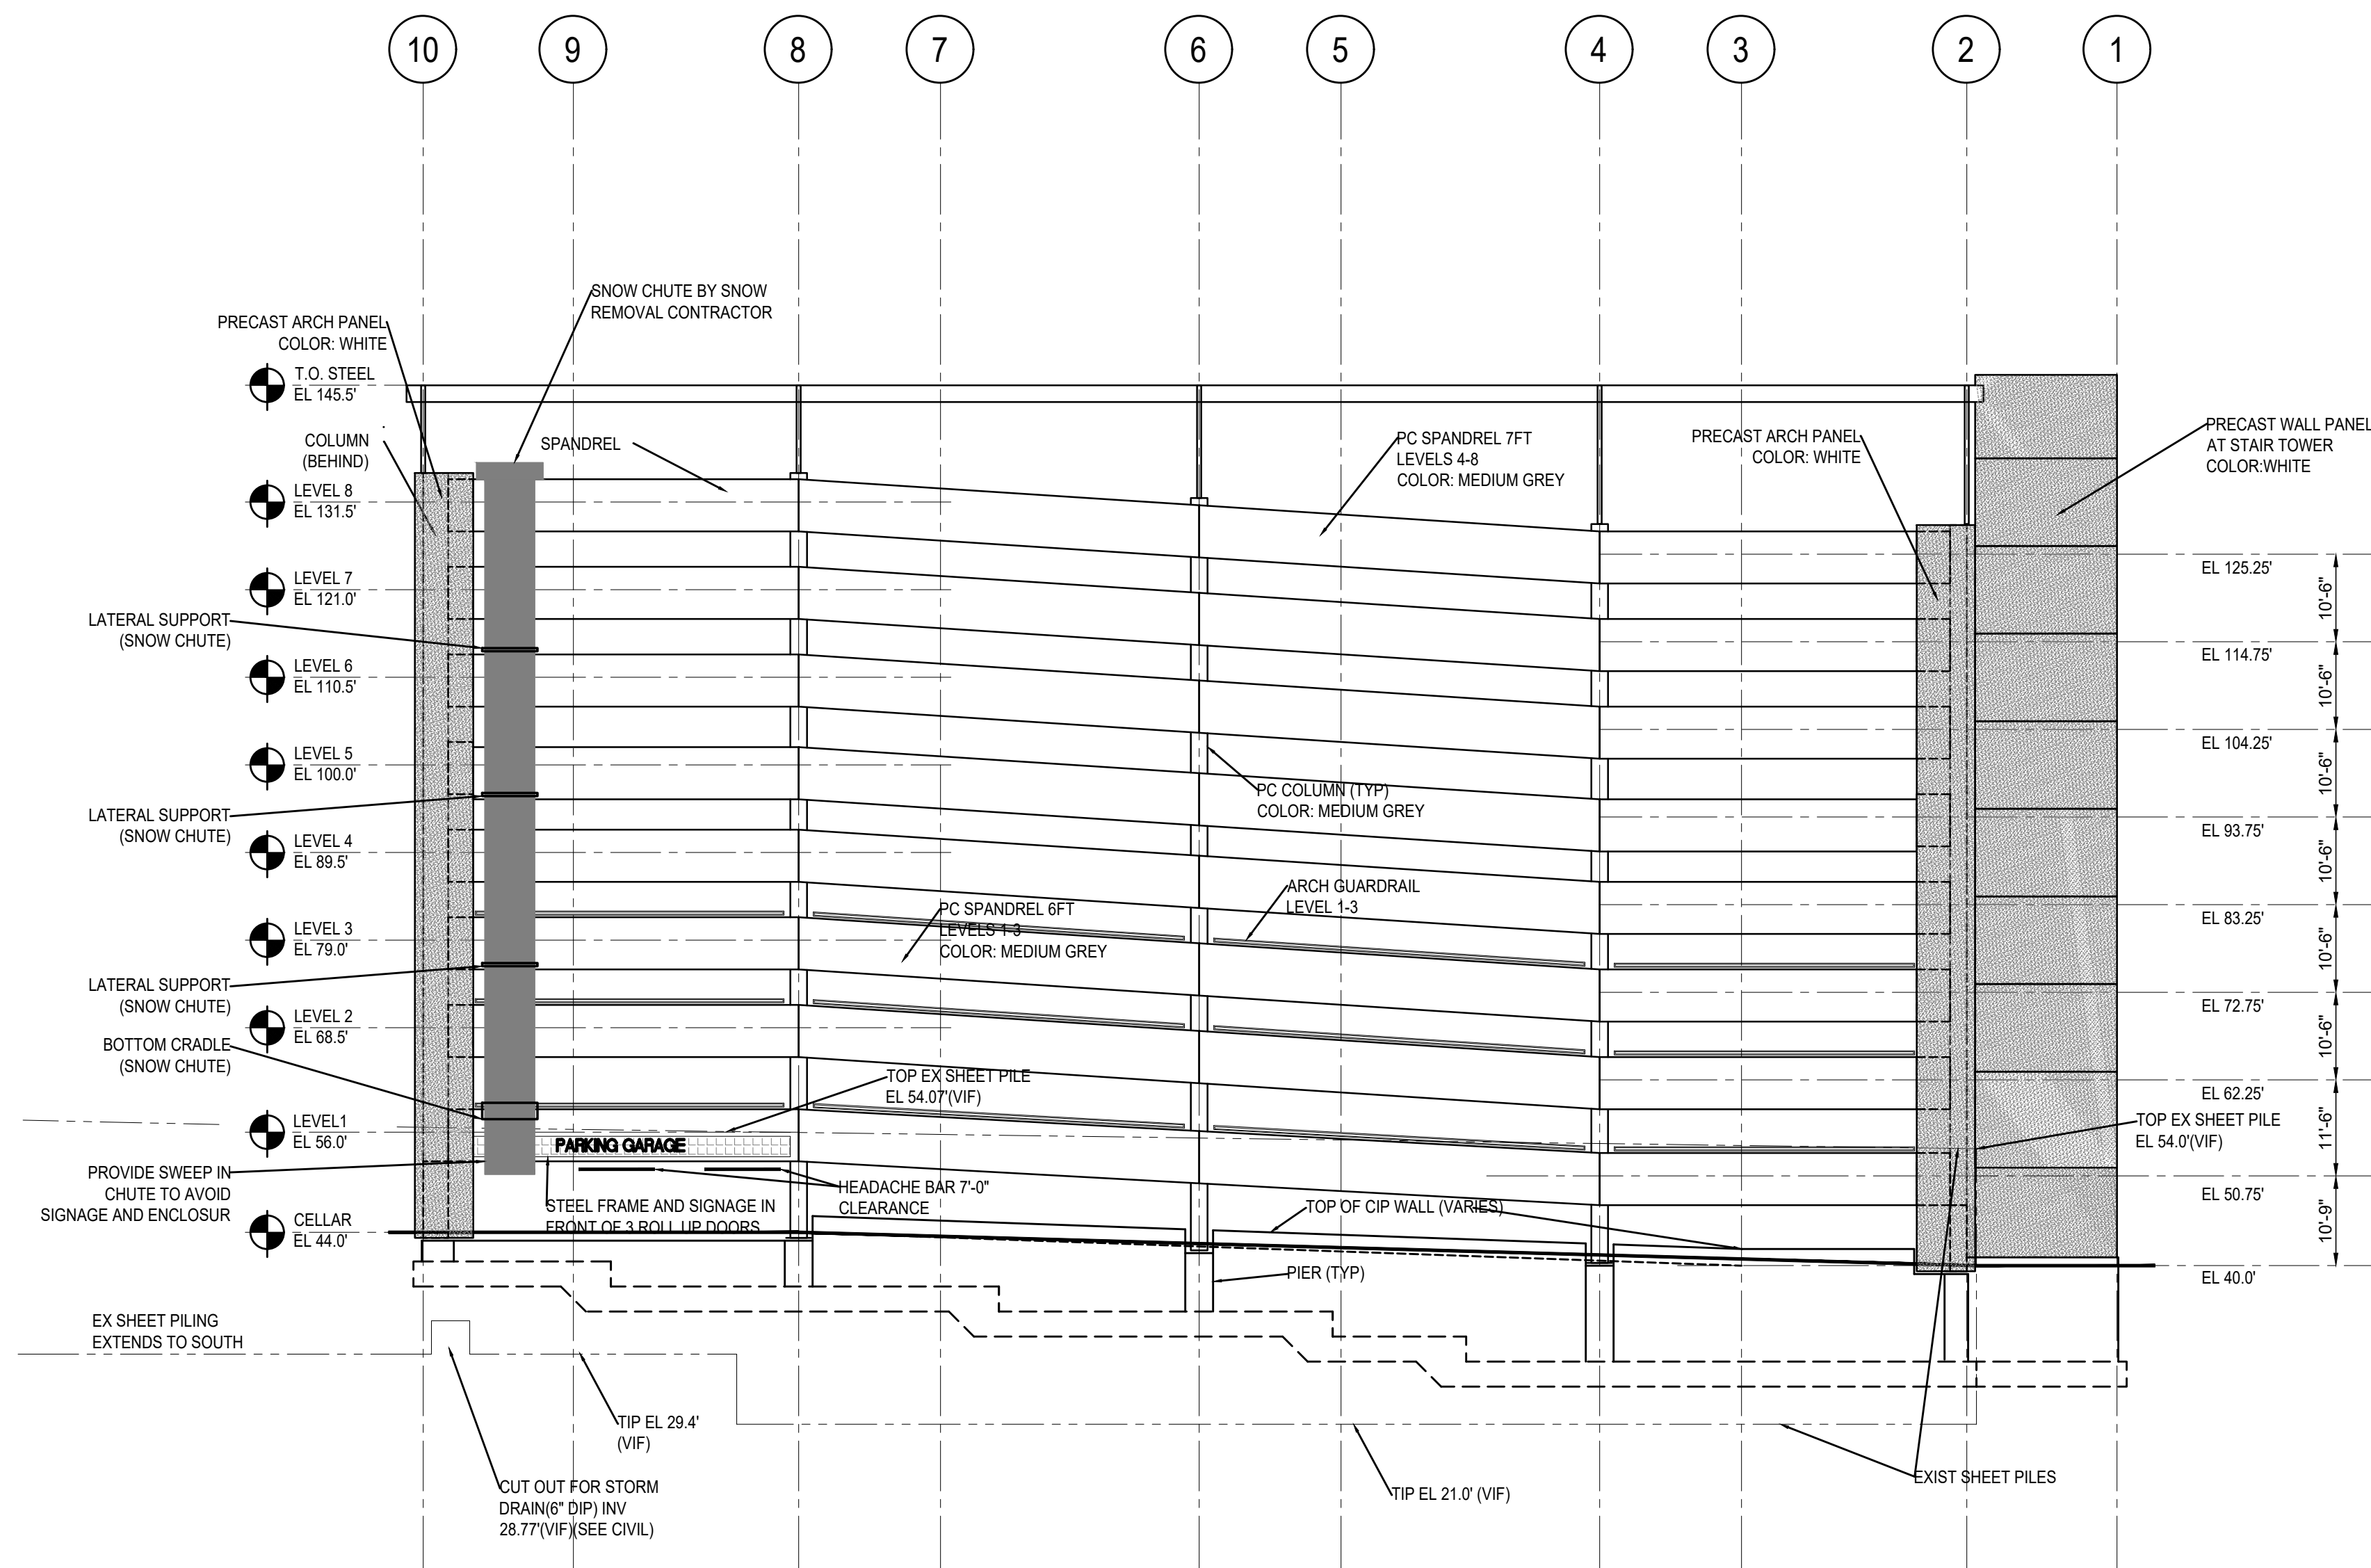 10
9
8
7
6
5
4
3
2
1
SNOW CHUTE BY SNOW
REMOVAL CONTRACTOR
PRECAST ARCH PANEL
COLOR: WHITE
T.O. STEEL
EL 145.5'
COLUMN
(BEHIND)
SPANDREL
PC SPANDREL 7FT
LEVELS 4-8
COLOR: MEDIUM GREY
PRECAST ARCH PANEL
COLOR: WHITE
PRECAST WALL PANEL
AT STAIR TOWER
COLOR:WHITE
LEVEL 8
EL 131.5'
EL 125.25'
LEVEL 7
EL 121.0'
10'-6"
LATERAL SUPPORT
(SNOW CHUTE)
EL 114.75'
LEVEL 6
EL 110.5'
10'-6"
EL 104.25'
LEVEL 5
EL 100.0'
10'-6"
PC COLUMN (TYP)
COLOR: MEDIUM GREY
LATERAL SUPPORT
(SNOW CHUTE)
EL 93.75'
LEVEL 4
EL 89.5'
10'-6"
ARCH GUARDRAIL
LEVEL 1-3
EL 83.25'
PC SPANDREL 6FT
LEVELS 1-3
COLOR: MEDIUM GREY
LEVEL 3
EL 79.0'
10'-6"
LATERAL SUPPORT
(SNOW CHUTE)
EL 72.75'
LEVEL 2
EL 68.5'
10'-6"
BOTTOM CRADLE
(SNOW CHUTE)
TOP EX SHEET PILE
EL 54.07'(VIF)
EL 62.25'
LEVEL1
EL 56.0'
11'-6"
TOP EX SHEET PILE
EL 54.0'(VIF)
PARKING GARAGE
PROVIDE SWEEP IN
CHUTE TO AVOID
SIGNAGE AND ENCLOSUR
HEADACHE BAR 7'-0"
CLEARANCE
EL 50.75'
STEEL FRAME AND SIGNAGE IN
FRONT OF 3 ROLL UP DOORS
TOP OF CIP WALL (VARIES)
10'-9"
CELLAR
EL 44.0'
PIER (TYP)
EL 40.0'
EX SHEET PILING
EXTENDS TO SOUTH
TIP EL 29.4'
(VIF)
EXIST SHEET PILES
CUT OUT FOR STORM
DRAIN(6" DIP) INV
28.77'(VIF)(SEE CIVIL)
TIP EL 21.0' (VIF)